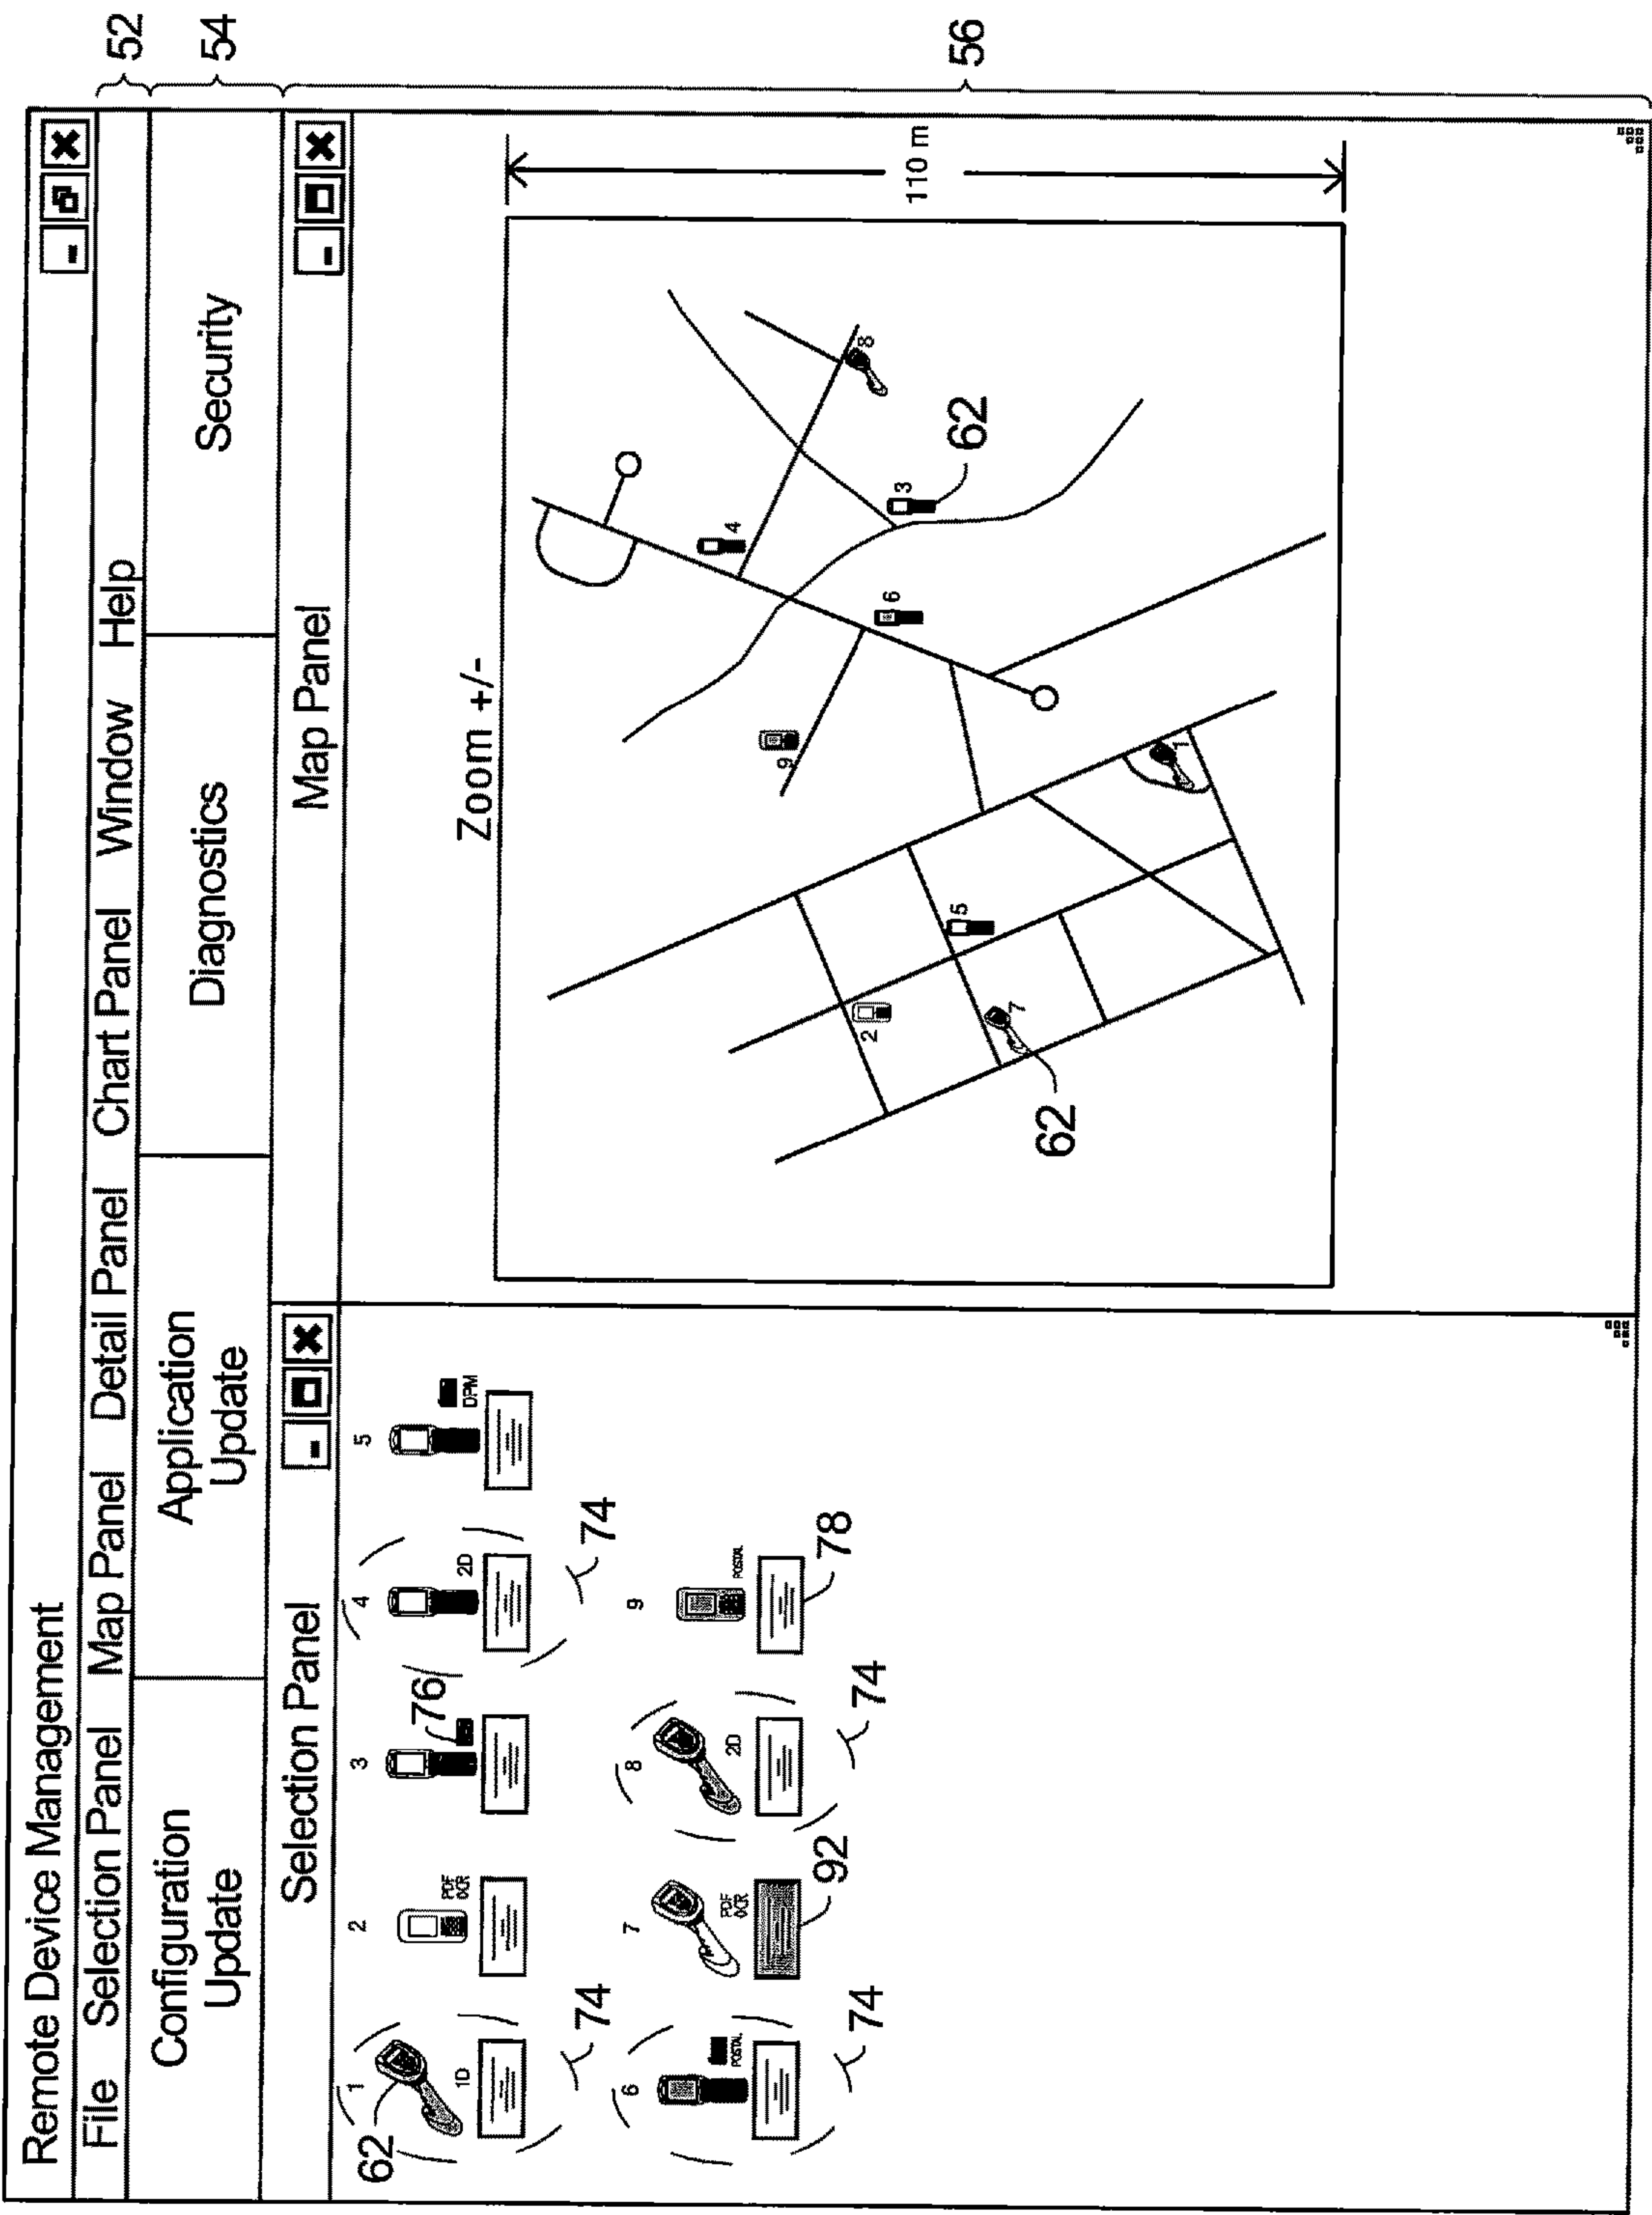 Remote Device Management
File Selection Panel Map Panel Detail Panel Chart Panel Window Help
52
Configuration
Update
Application
Update
Diagnostics
Security
54
Selection Panel
Map Panel
56
1
2
3
4
5
62
1D
PDF
OCR
76
2D
DPM
74
74
6
7
8
9
POSTAL
PDF
OCR
2D
POSTAL
74
92
74
78
Zoom +/-
110 m
4
8
9
6
3
62
2
5
7
1
62